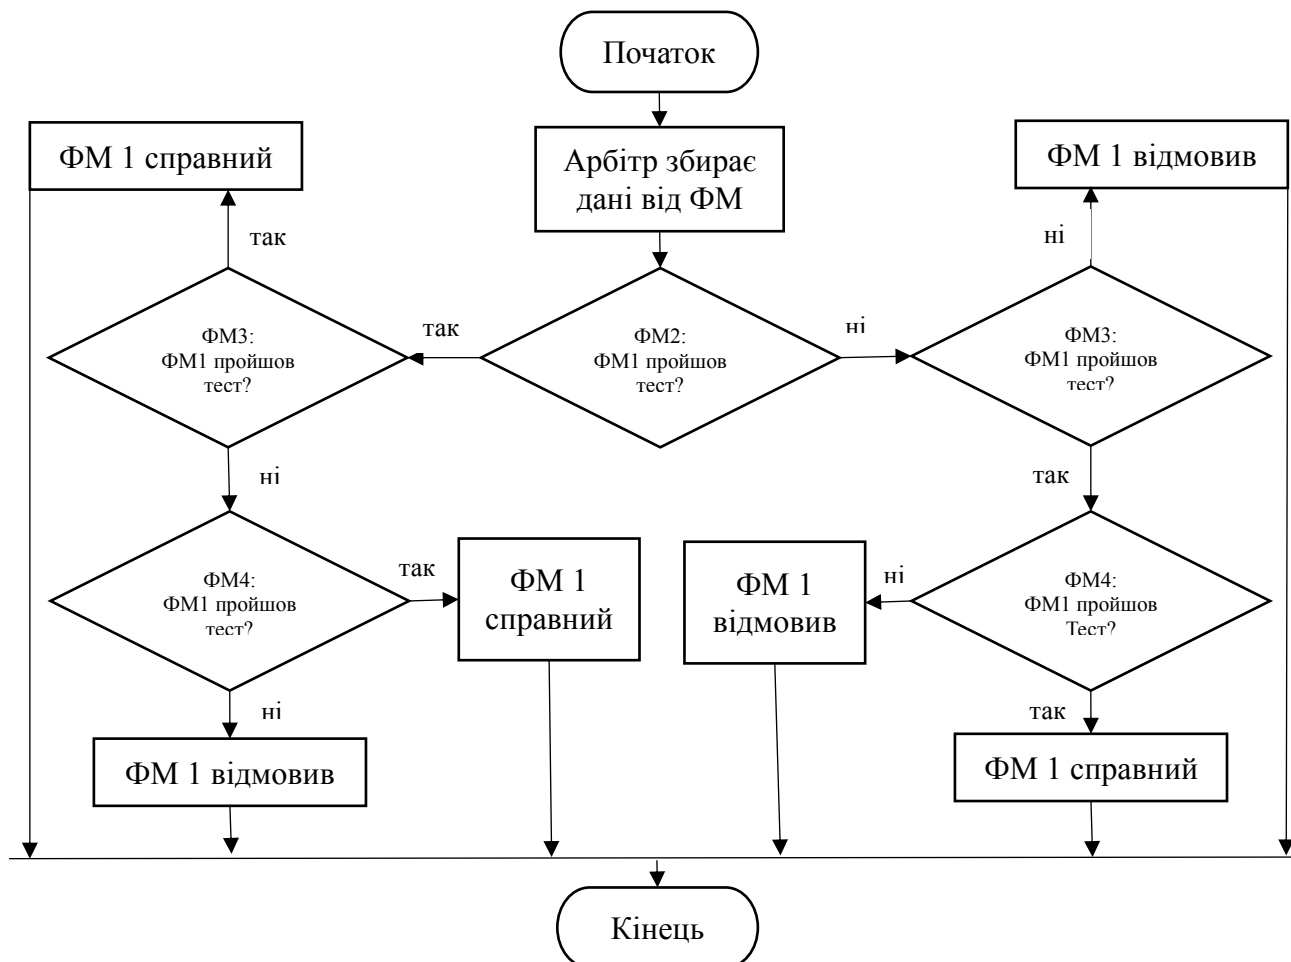 Початок
ФМ 1 справний
Арбітр збирає
дані від ФМ
ФМ 1 відмовив
так
ні
ФМ3:
ФМ1 пройшов
тест?
так
ФМ2:
ФМ1 пройшов
тест?
ні
ФМ3:
ФМ1 пройшов
тест?
ні
так
ФМ4:
ФМ1 пройшов
тест?
так
ФМ 1
справний
ФМ 1
відмовив
ні
ФМ4:
ФМ1 пройшов
Тест?
ні
так
ФМ 1 відмовив
ФМ 1 справний
Кінець